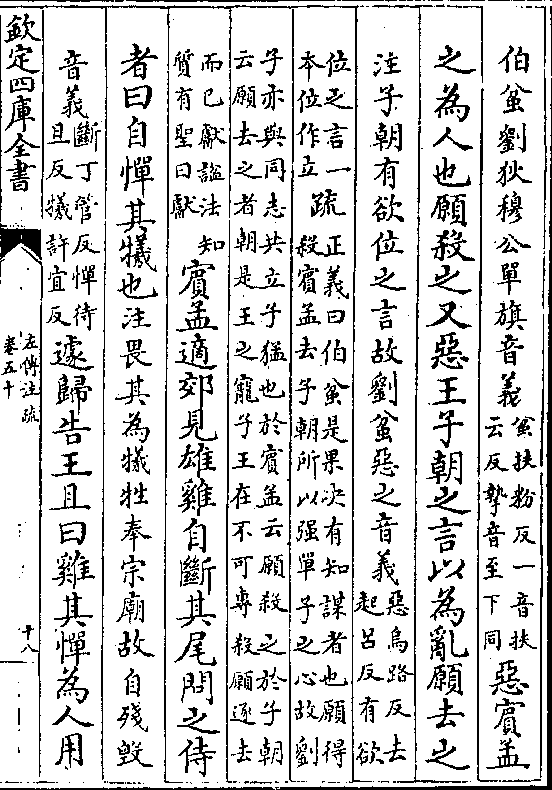 伯蚠劉狄穆公單旗音義蚠扶粉反一音扶
云反摯音至下同惡賓孟
之為人也願殺之又惡王子朝之言以為亂願去之
注子朝有欲位之言故劉蚠惡之音義惡烏路反去
起呂反有欲
位之言一
本位作立疏正義曰伯蚠是果決有知謀者也願得
殺賓孟去子朝所以强單子之心故劉
子亦與同志共立子猛也於賓孟云願殺之於子朝
云願去之者朝是王之寵子王在不可專殺願逐去
而已獻諡法知
質有聖曰獻賓孟適郊見雄雞自斷其尾問之侍
者曰自憚其犧也注畏其為犧牲奉宗廟故自殘毀
音義斷丁管反憚待
且反犧許宜反遽歸告王且曰雞其憚為人用
欽定四庫全書
左傳注疏
卷五十
十八